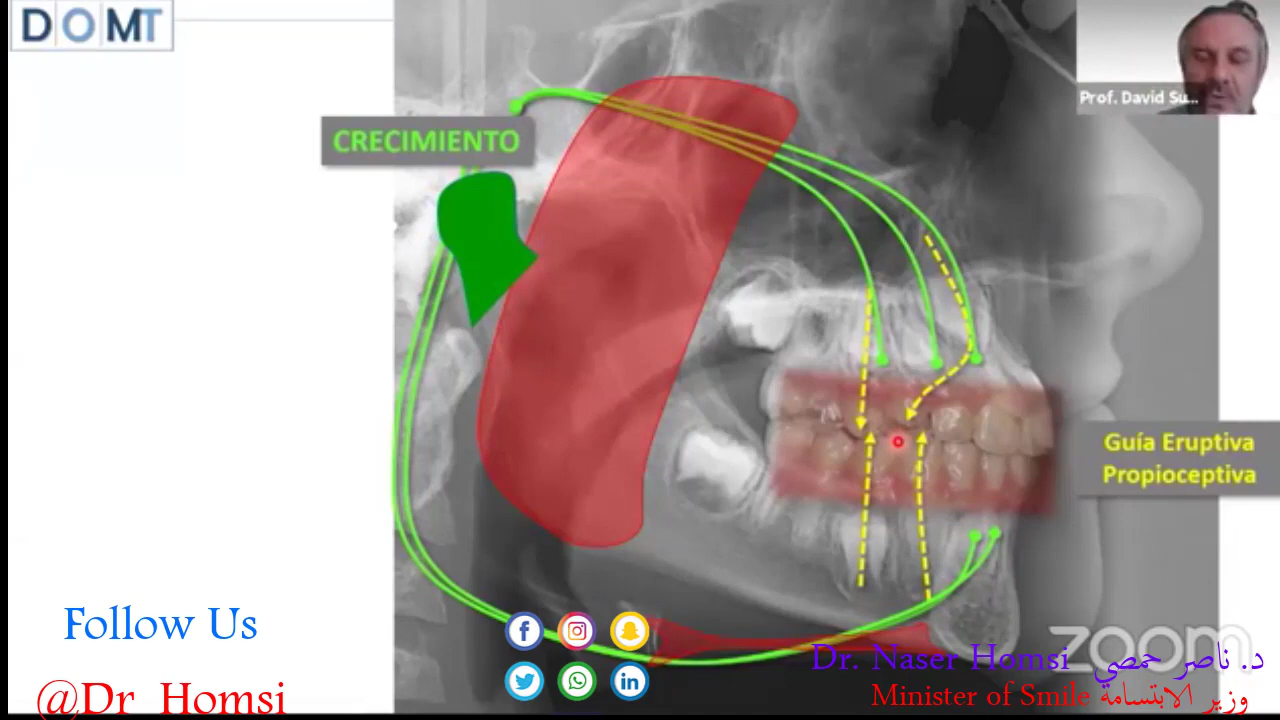 DOMT
Prof. David Su...
CRECIMIENTO
Guía Eruptiva
Propioceptiva
Follow Us
@Dr_Homsi
zoom
Dr. Naser Homsi د. ناصر حمصي
Minister of Smile وزير الابتسامة